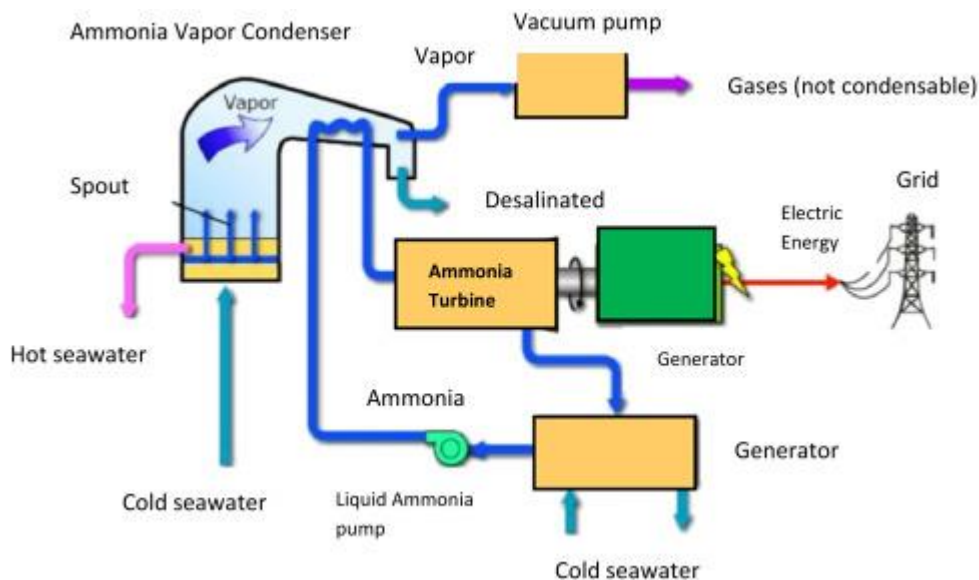 Ammonia Vapor Condenser
Vacuum pump
Vapor
Gases (not condensable)
Vapor
Spout
Desalinated
Grid
Electric
Energy
Ammonia
Turbine
Hot seawater
Generator
Ammonia
Generator
Cold seawater
Liquid Ammonia
pump
Cold seawater